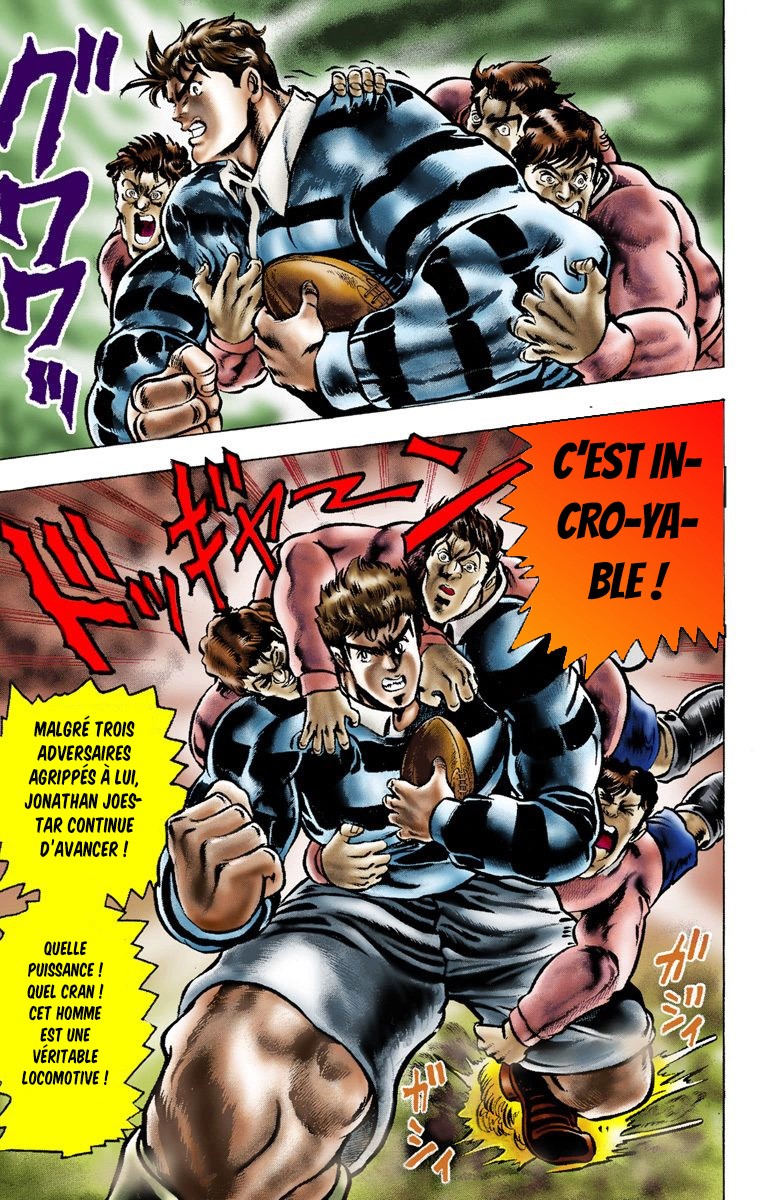 グワワワッ
C'EST IN-
CRO-YA-
BLE !
ドッギャーン
MALGRÉ TROIS
ADVERSAIRES
AGRIPPÉS À LUI,
JONATHAN JOES-
TAR CONTINUE
D'AVANCER !
QUELLE
PUISSANCE !
QUEL CRAN !
CET HOMME
EST UNE
VÉRITABLE
LOCOMOTIVE !
ガシィ
ガシィ